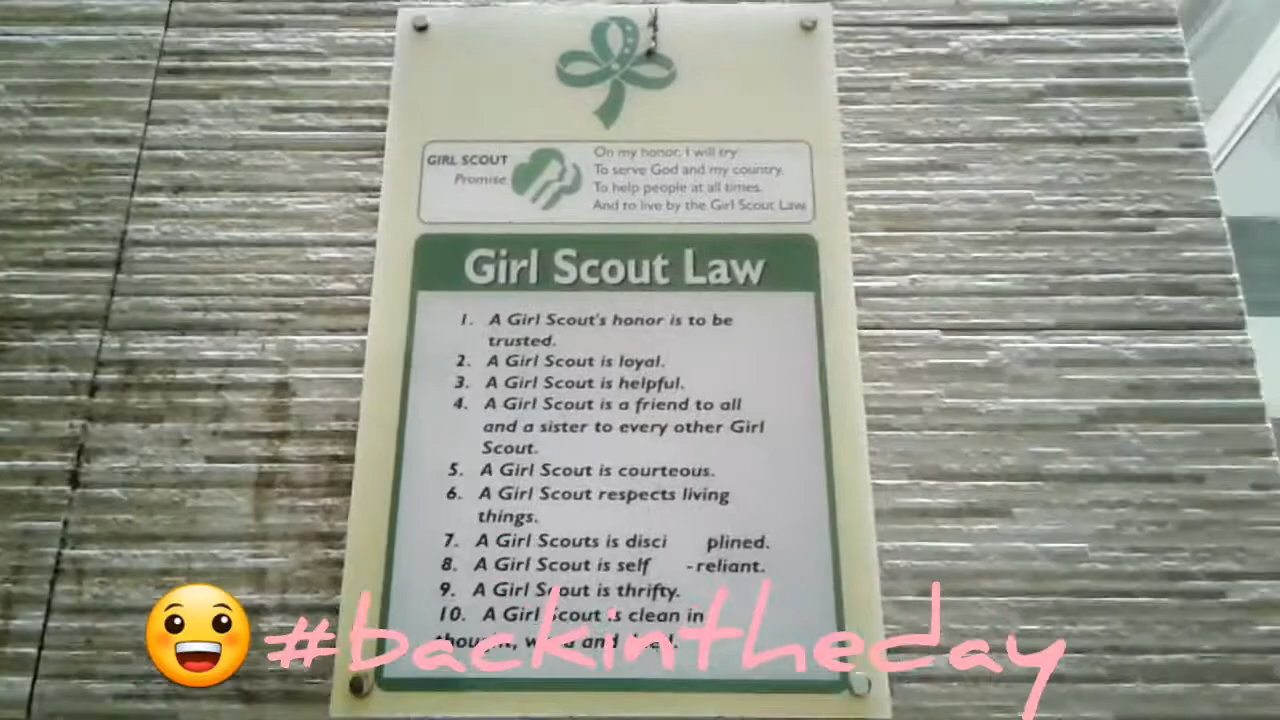 GIRL SCOUT
Promise
On my honor, I will try:
To serve God and my country,
To help people at all times,
And to live by the Girl Scout Law
Girl Scout Law
1. A Girl Scout's honor is to be
trusted.
2. A Girl Scout is loyal.
3. A Girl Scout is helpful.
4. A Girl Scout is a friend to all
and a sister to every other Girl
Scout.
5. A Girl Scout is courteous.
6. A Girl Scout respects living
things.
7. A Girl Scouts is disci plined.
8. A Girl Scout is self -reliant.
9. A Girl Scout is thrifty.
10. A Girl Scout is clean in
thought, word and deed.
#backintheday